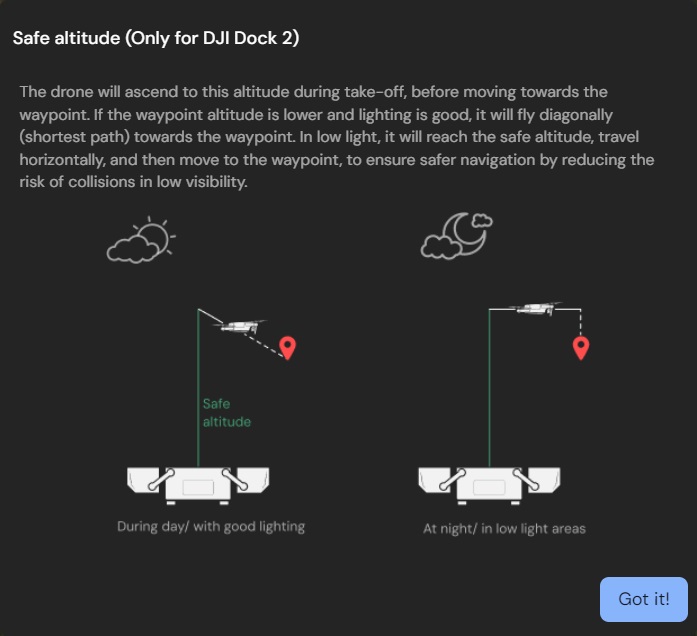 Safe altitude (Only for DJI Dock 2)
The drone will ascend to this altitude during take-off, before moving towards the
waypoint. If the waypoint altitude is lower and lighting is good, it will fly diagonally
(shortest path) towards the waypoint. In low light, it will reach the safe altitude, travel
horizontally, and then move to the waypoint, to ensure safer navigation by reducing the
risk of collisions in low visibility.
Safe
altitude
During day/ with good lighting
At night/ in low light areas
Got it!